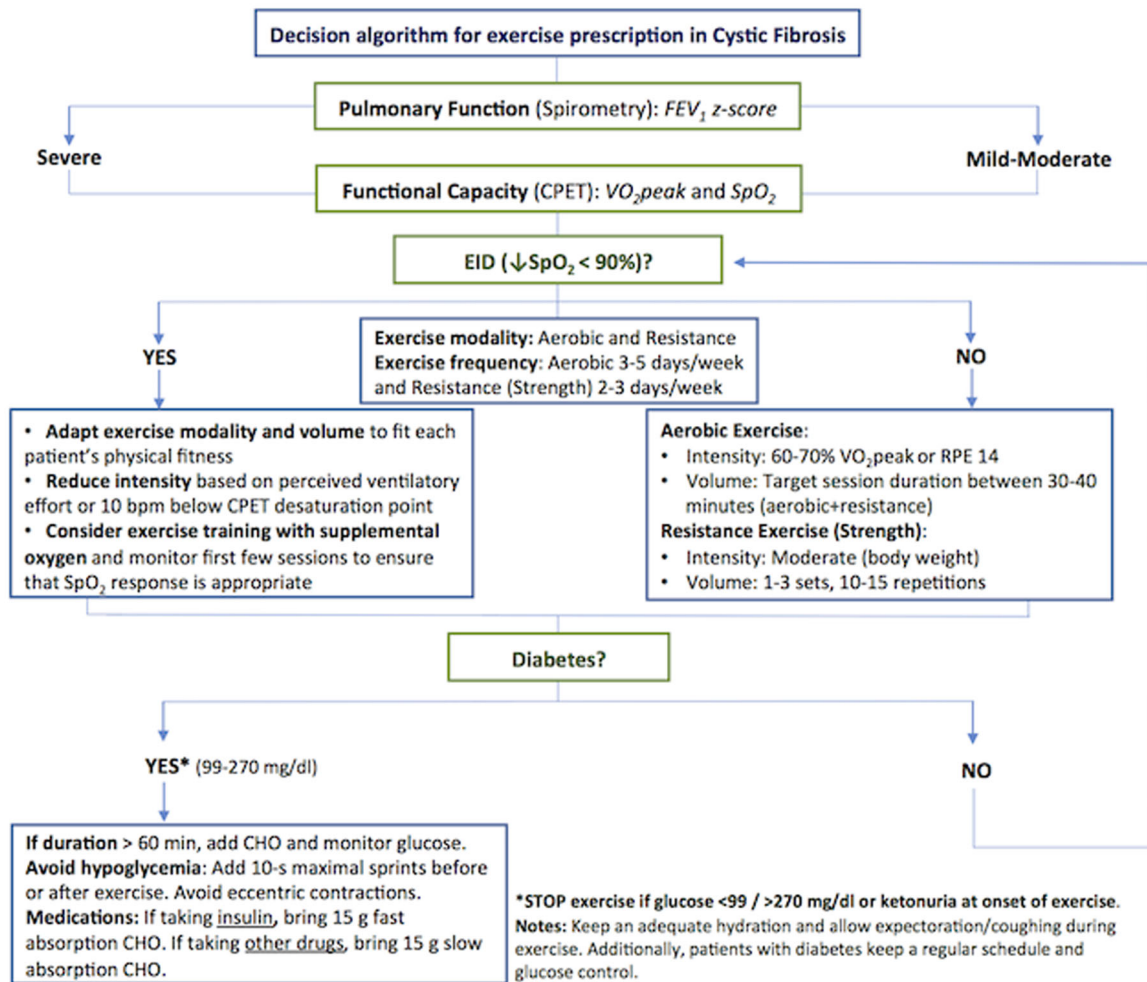 Decision algorithm for exercise prescription in Cystic Fibrosis
Pulmonary Function (Spirometry): FEV₁ z-score
Severe
Mild-Moderate
Functional Capacity (CPET): VO₂peak and SpO₂
EID (↓SpO₂ < 90%)?
Exercise modality: Aerobic and Resistance
Exercise frequency: Aerobic 3-5 days/week
and Resistance (Strength) 2-3 days/week
YES
NO
• Adapt exercise modality and volume to fit each
patient's physical fitness
• Reduce intensity based on perceived ventilatory
effort or 10 bpm below CPET desaturation point
• Consider exercise training with supplemental
oxygen and monitor first few sessions to ensure
that SpO₂ response is appropriate
Aerobic Exercise:
• Intensity: 60-70% VO₂peak or RPE 14
• Volume: Target session duration between 30-40
minutes (aerobic+resistance)
Resistance Exercise (Strength):
• Intensity: Moderate (body weight)
• Volume: 1-3 sets, 10-15 repetitions
Diabetes?
YES* (99-270 mg/dl)
NO
If duration > 60 min, add CHO and monitor glucose.
Avoid hypoglycemia: Add 10-s maximal sprints before
or after exercise. Avoid eccentric contractions.
Medications: If taking insulin, bring 15 g fast
absorption CHO. If taking other drugs, bring 15 g slow
absorption CHO.
*STOP exercise if glucose <99 / >270 mg/dl or ketonuria at onset of exercise.
Notes: Keep an adequate hydration and allow expectoration/coughing during
exercise. Additionally, patients with diabetes keep a regular schedule and
glucose control.